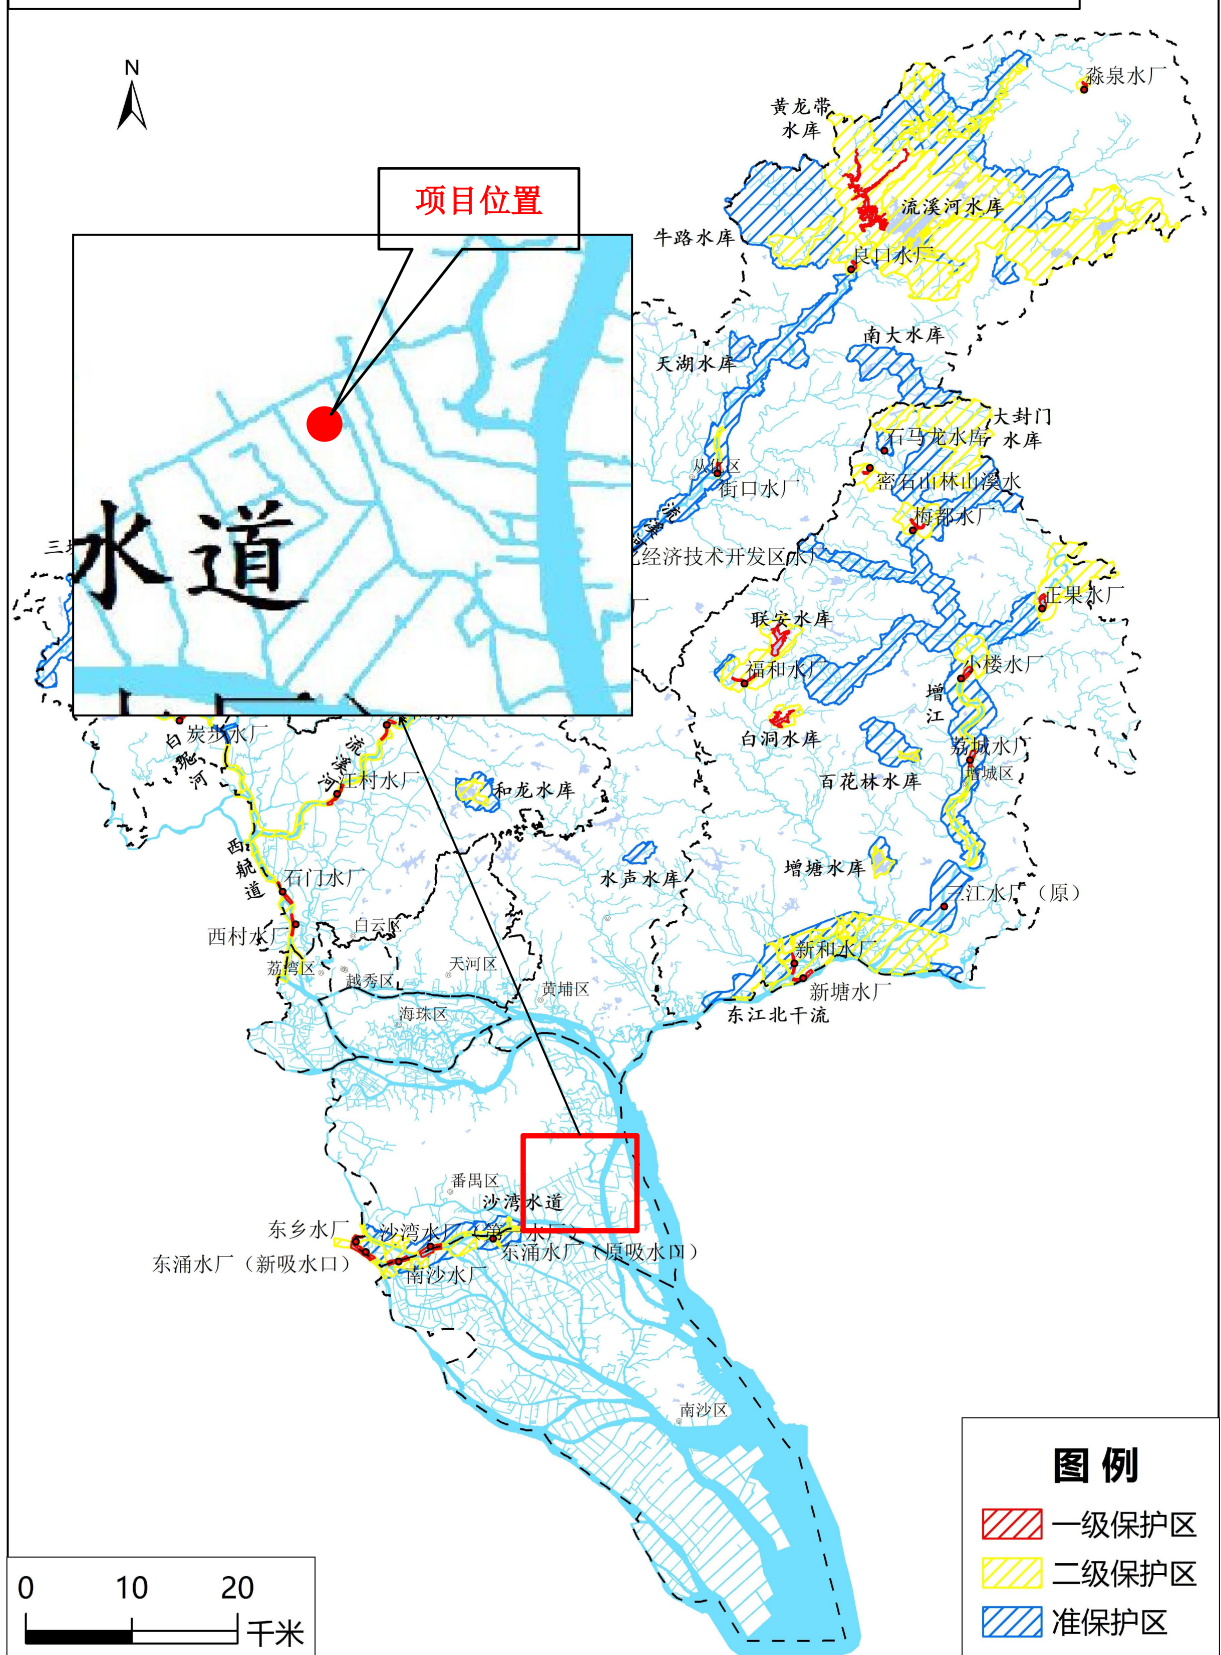 N
淼泉水厂
黄龙带
水库
项目位置
流溪河水库
牛路水库
良口水厂
南大水库
天湖水库
大封门
水库
石马龙水库
从化区
街口水厂
密石山林山溪水
梅都水厂
流溪河
水道
经济技术开发区水厂
正果水厂
联安水库
福和水厂
小楼水厂
增江
白洞水库
荔城水厂
增城区
百花林水库
炭步水厂
白坭河
流溪河
江村水厂
和龙水库
西航道
石门水厂
水声水库
增塘水库
三江水厂（原）
西村水厂
白云区
荔湾区
越秀区
天河区
黄埔区
新和水厂
新塘水厂
海珠区
东江北干流
番禺区
沙湾水道
东乡水厂
沙湾水厂（第一水厂）
东涌水厂（原吸水口）
东涌水厂（新吸水口）
南沙水厂
南沙区
图例
一级保护区
二级保护区
准保护区
0 10 20
千米